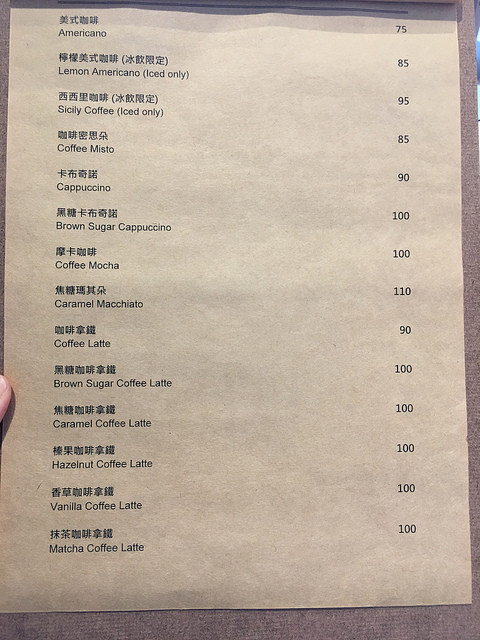 美式咖啡
Americano 75
檸檬美式咖啡 (冰飲限定)
Lemon Americano (Iced only) 85
西西里咖啡 (冰飲限定)
Sicily Coffee (Iced only) 95
咖啡密思朵
Coffee Misto 85
卡布奇諾
Cappuccino 90
黑糖卡布奇諾
Brown Sugar Cappuccino 100
摩卡咖啡
Coffee Mocha 100
焦糖瑪其朵
Caramel Macchiato 110
咖啡拿鐵
Coffee Latte 90
黑糖咖啡拿鐵
Brown Sugar Coffee Latte 100
焦糖咖啡拿鐵
Caramel Coffee Latte 100
榛果咖啡拿鐵
Hazelnut Coffee Latte 100
香草咖啡拿鐵
Vanilla Coffee Latte 100
抹茶咖啡拿鐵
Matcha Coffee Latte 100